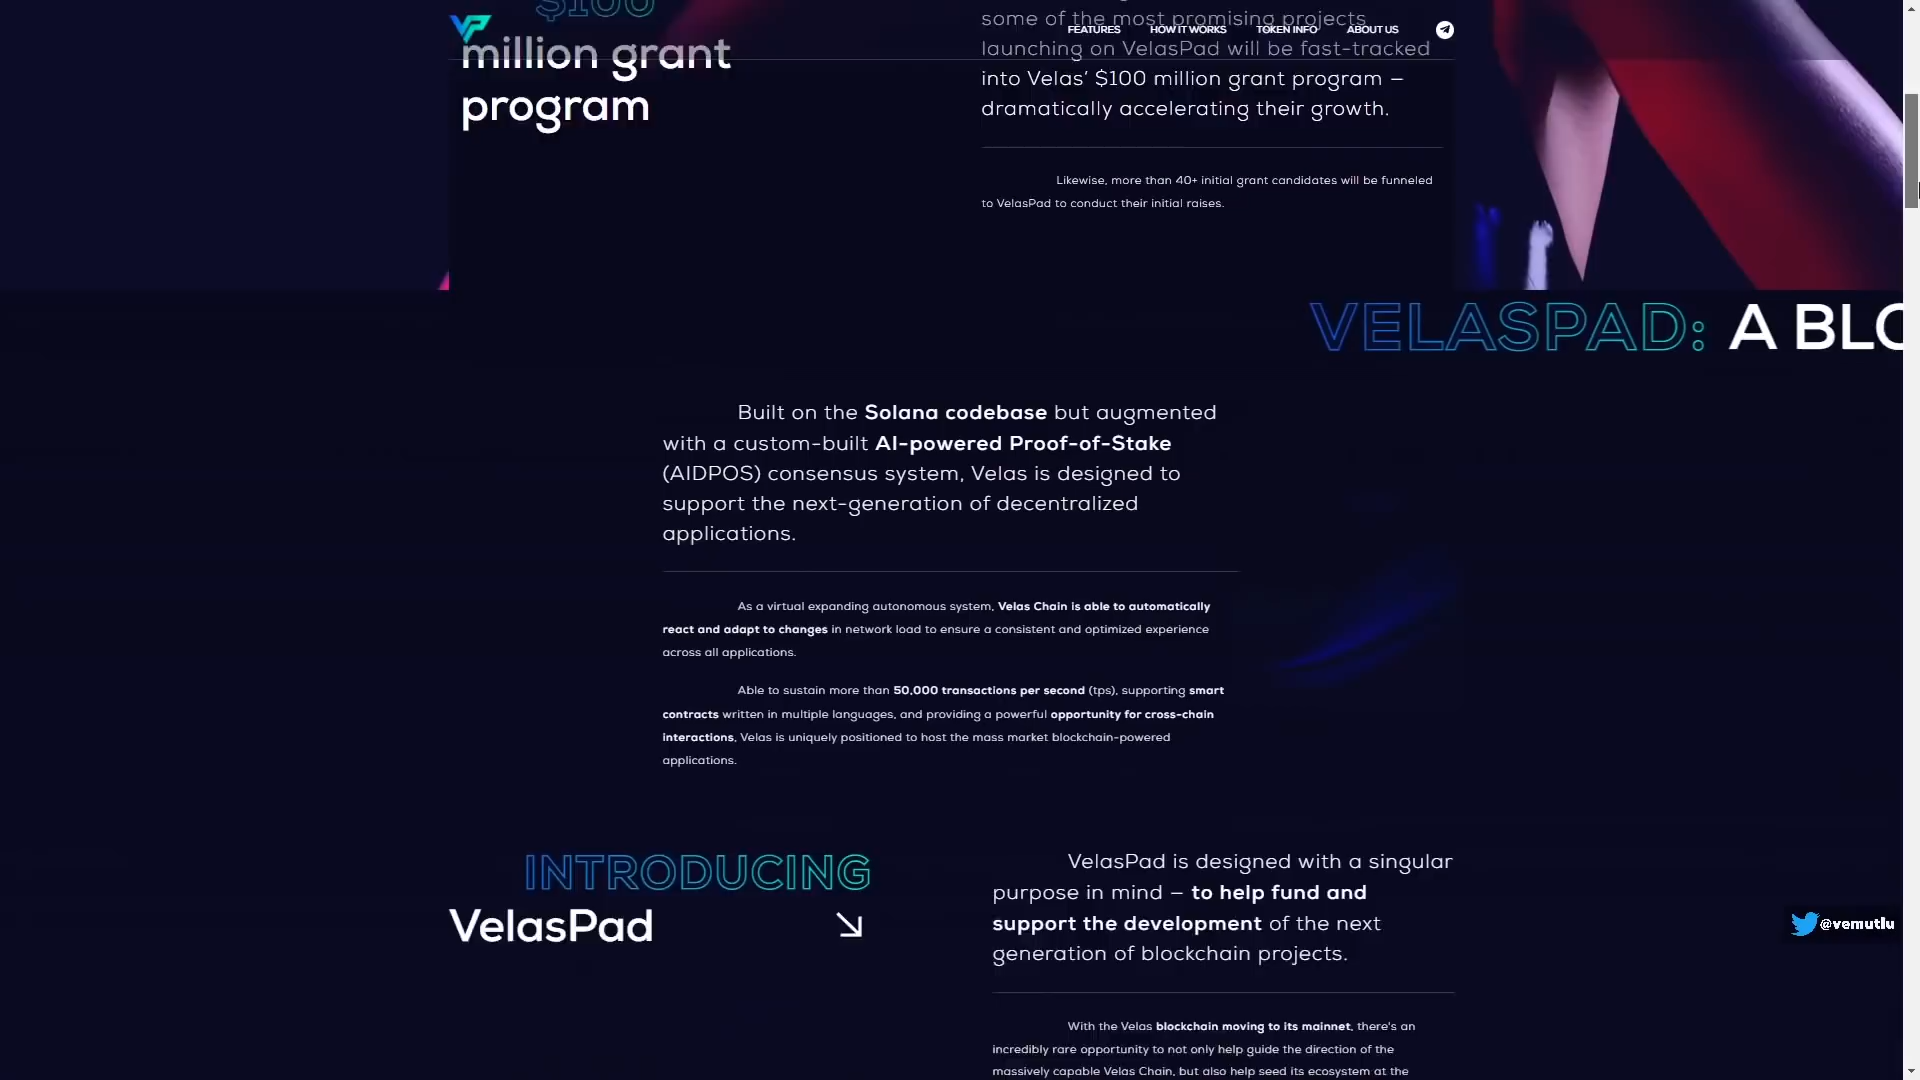 FEATURES HOW IT WORKS TOKEN INFO ABOUT US
$100
million grant
program
some of the most promising projects
launching on VelasPad will be fast-tracked
into Velas’ $100 million grant program –
dramatically accelerating their growth.
Likewise, more than 40+ initial grant candidates will be funneled
to VelasPad to conduct their initial raises.
VELASPAD: A BLO
Built on the Solana codebase but augmented
with a custom-built AI-powered Proof-of-Stake
(AIDPOS) consensus system, Velas is designed to
support the next-generation of decentralized
applications.
As a virtual expanding autonomous system, Velas Chain is able to automatically
react and adapt to changes in network load to ensure a consistent and optimized experience
across all applications.
Able to sustain more than 50,000 transactions per second (tps), supporting smart
contracts written in multiple languages, and providing a powerful opportunity for cross-chain
interactions, Velas is uniquely positioned to host the mass market blockchain-powered
applications.
INTRODUCING
VelasPad
VelasPad is designed with a singular
purpose in mind – to help fund and
support the development of the next
generation of blockchain projects.
With the Velas blockchain moving to its mainnet, there's an
incredibly rare opportunity to not only help guide the direction of the
massively capable Velas Chain, but also help seed its ecosystem at the
@vemutlu